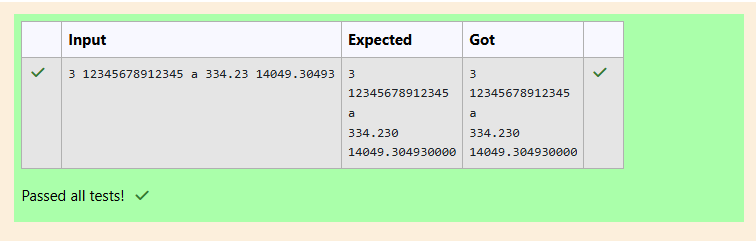 Input Expected Got
3 12345678912345 a 334.23 14049.30493 3 3
12345678912345 12345678912345
a a
334.230 334.230
14049.304930000 14049.304930000
Passed all tests!